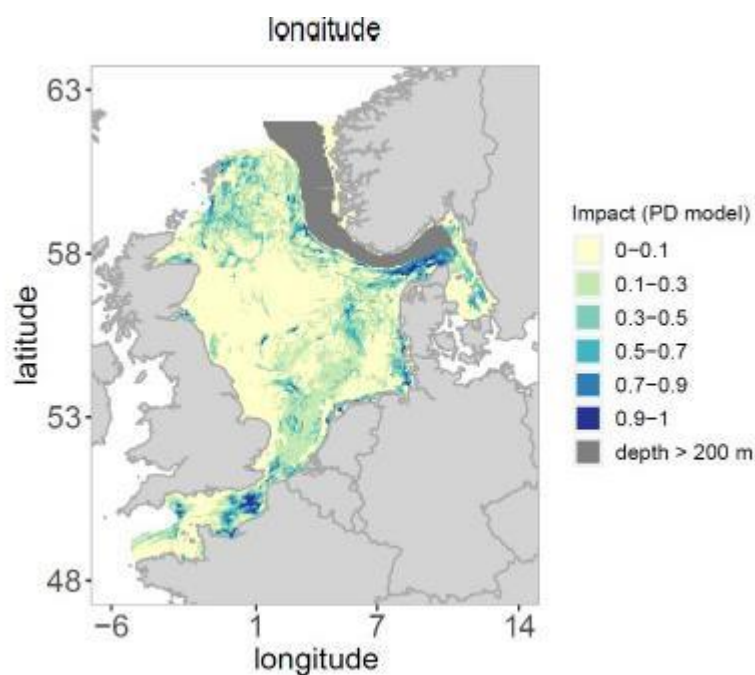 longitude
63
58
53
48
latitude
−6 1 7 14
longitude
Impact (PD model)
0−0.1
0.1−0.3
0.3−0.5
0.5−0.7
0.7−0.9
0.9−1
depth > 200 m